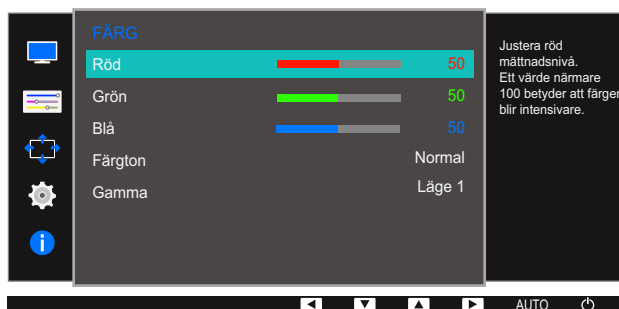 FÄRG
Röd 50
Grön 50
Blå 50
Färgton Normal
Gamma Läge 1
Justera röd
mättnadsnivå.
Ett värde närmare
100 betyder att färgen
blir intensivare.
AUTO